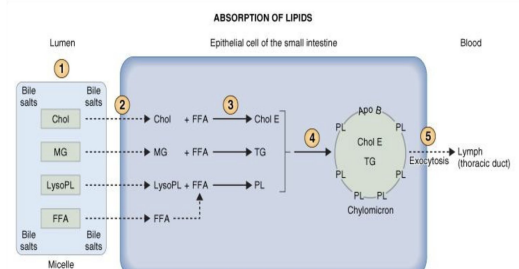 ABSORPTION OF LIPIDS
Lumen
Epithelial cell of the small intestine
Blood
1
Bile salts
Bile salts
2
3
Chol
Chol + FFA
Chol E
MG
MG + FFA
TG
LysoPL
LysoPL + FFA
PL
FFA
FFA
Bile salts
Bile salts
Micelle
4
Apo B
PL
PL
Chol E
TG
PL
PL
PL
PL
PL PL
Chylomicron
5
Exocytosis
Lymph
(thoracic duct)